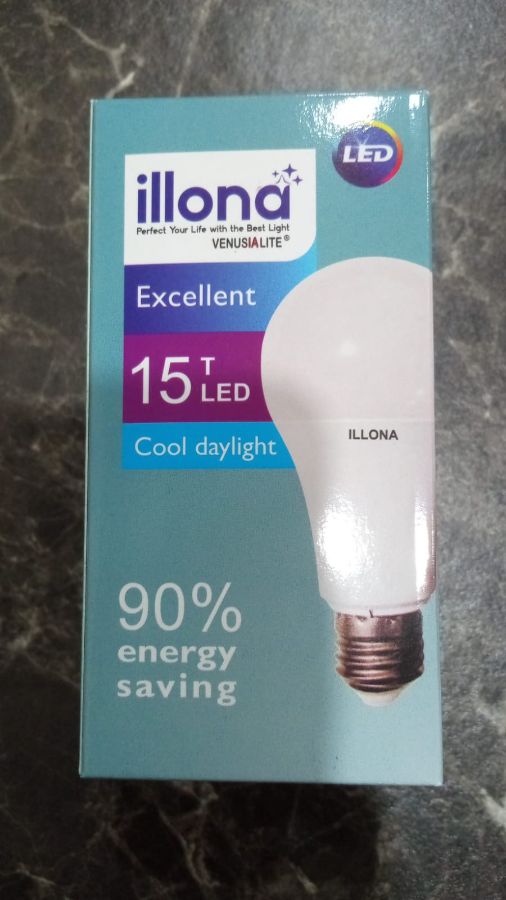 LED
illona
Perfect Your Life with the Best Light
VENUSIALITE®
Excellent
15 T LED
Cool daylight
ILLONA
90%
energy
saving